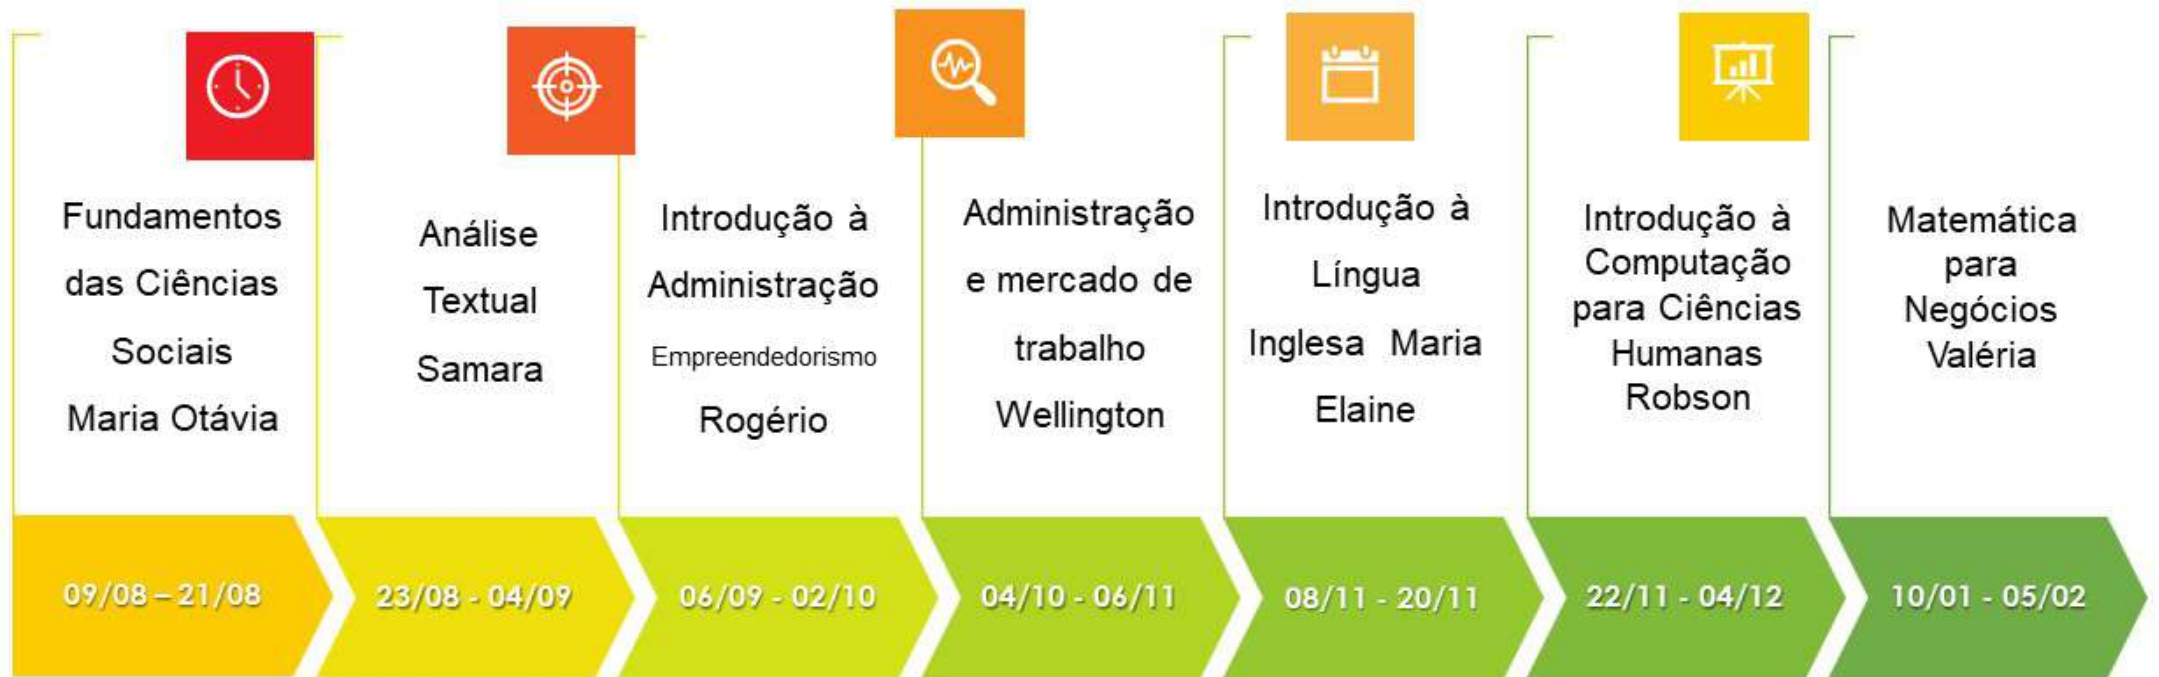 Fundamentos
das Ciências
Sociais
Maria Otávia
09/08 – 21/08
Análise
Textual
Samara
23/08 - 04/09
Introdução à
Administração
Empreendedorismo
Rogério
06/09 - 02/10
Administração
e mercado de
trabalho
Wellington
04/10 - 06/11
Introdução à
Língua
Inglesa Maria
Elaine
08/11 - 20/11
Introdução à
Computação
para Ciências
Humanas
Robson
22/11 - 04/12
Matemática
para
Negócios
Valéria
10/01 - 05/02